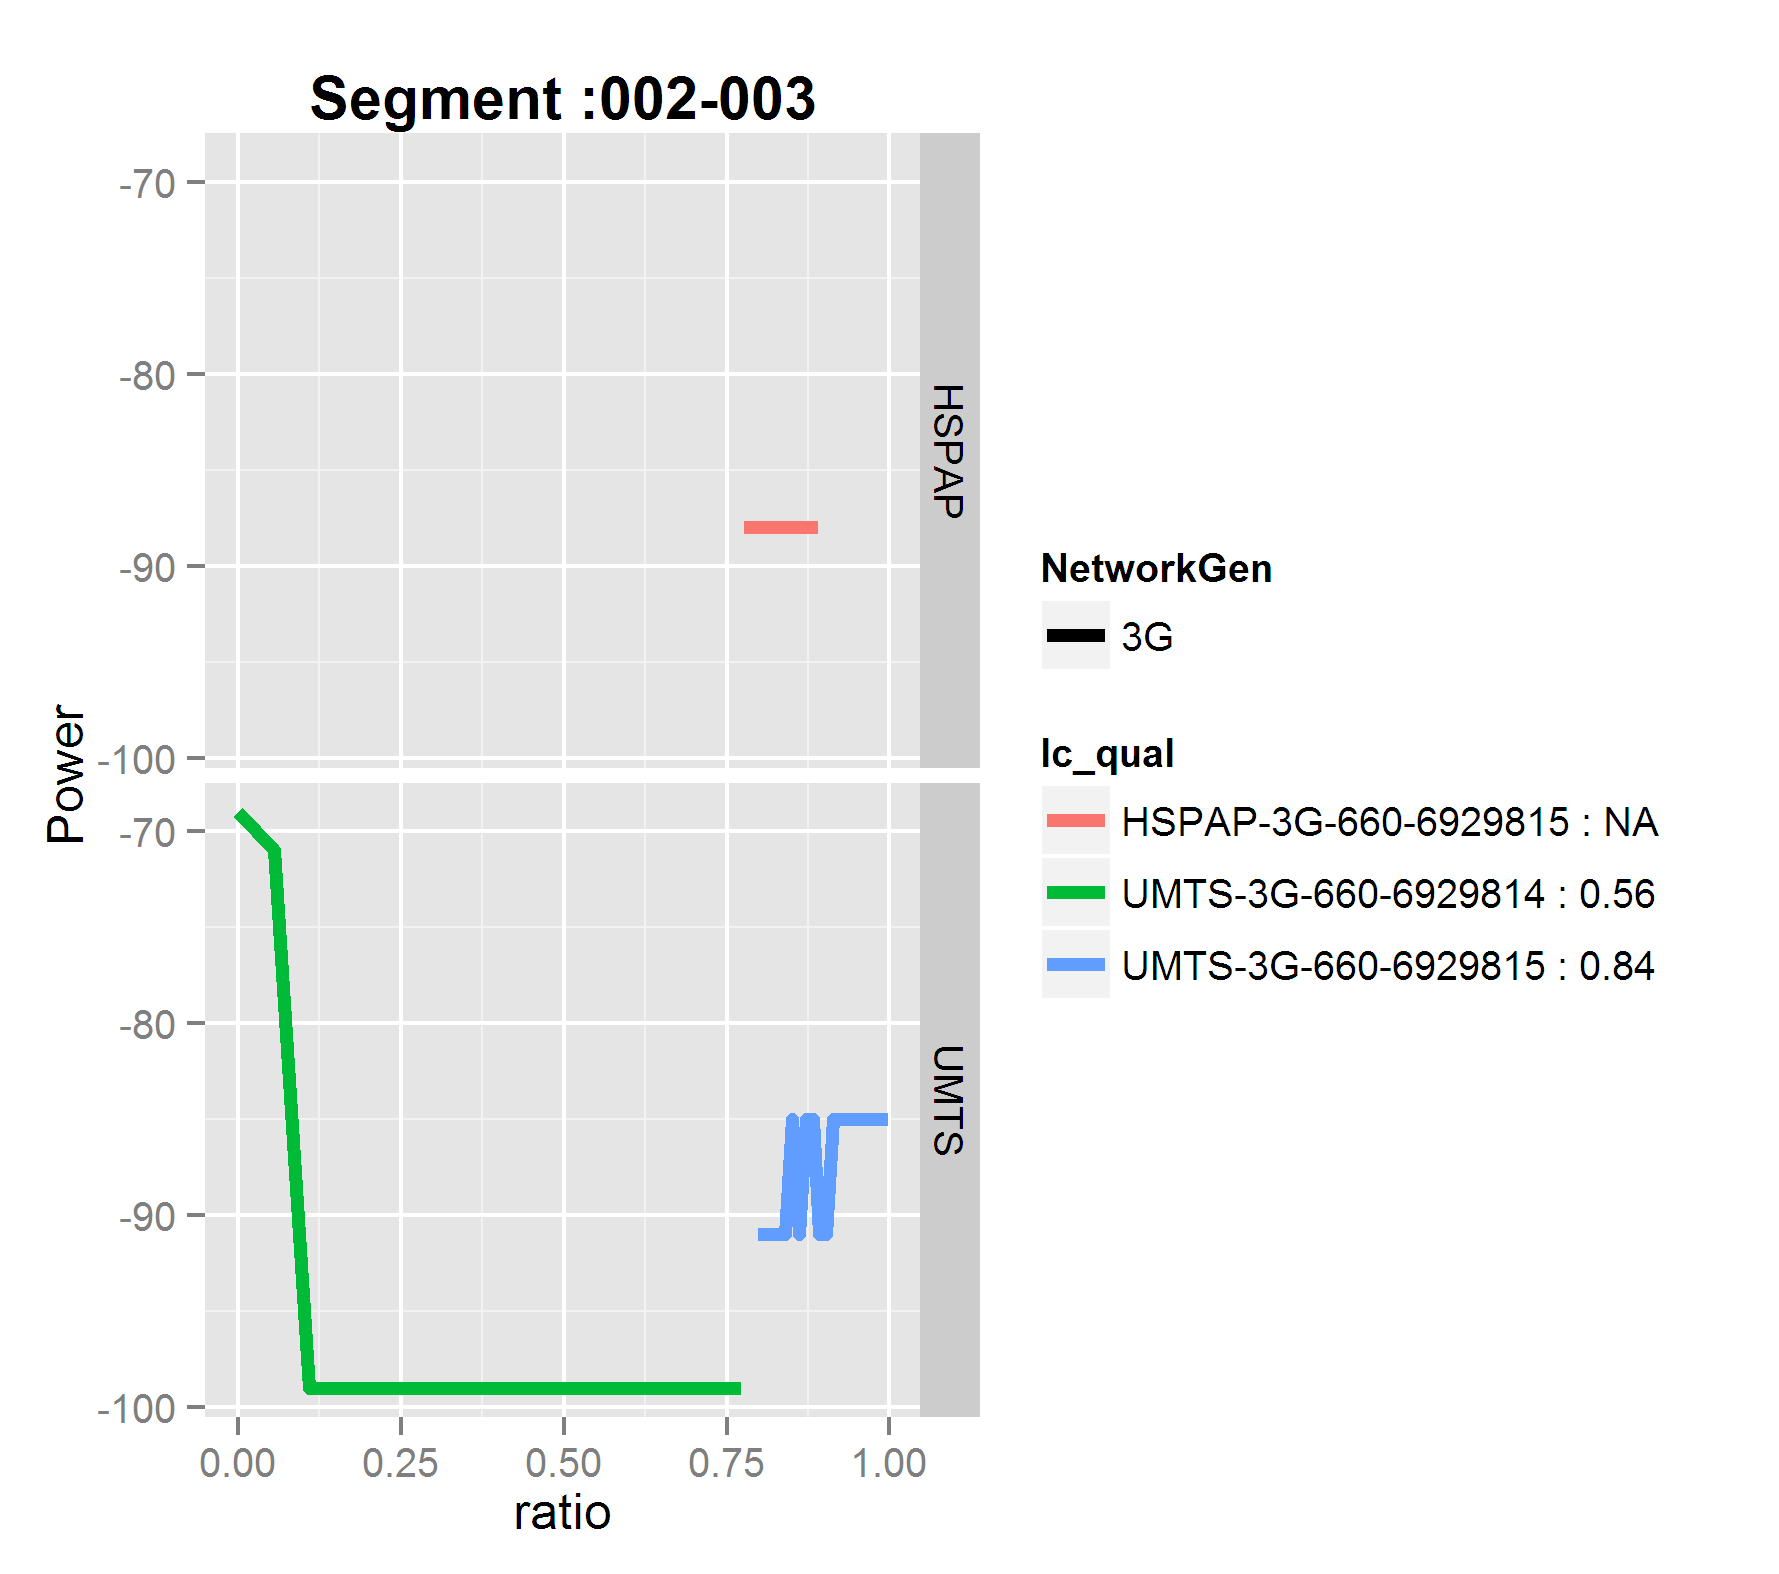 Segment :002-003
-70
-80
-90
-100
HSPAP
-70
-80
-90
-100
UMTS
Power
0.00 0.25 0.50 0.75 1.00
ratio
NetworkGen
3G
lc_qual
HSPAP-3G-660-6929815 : NA
UMTS-3G-660-6929814 : 0.56
UMTS-3G-660-6929815 : 0.84